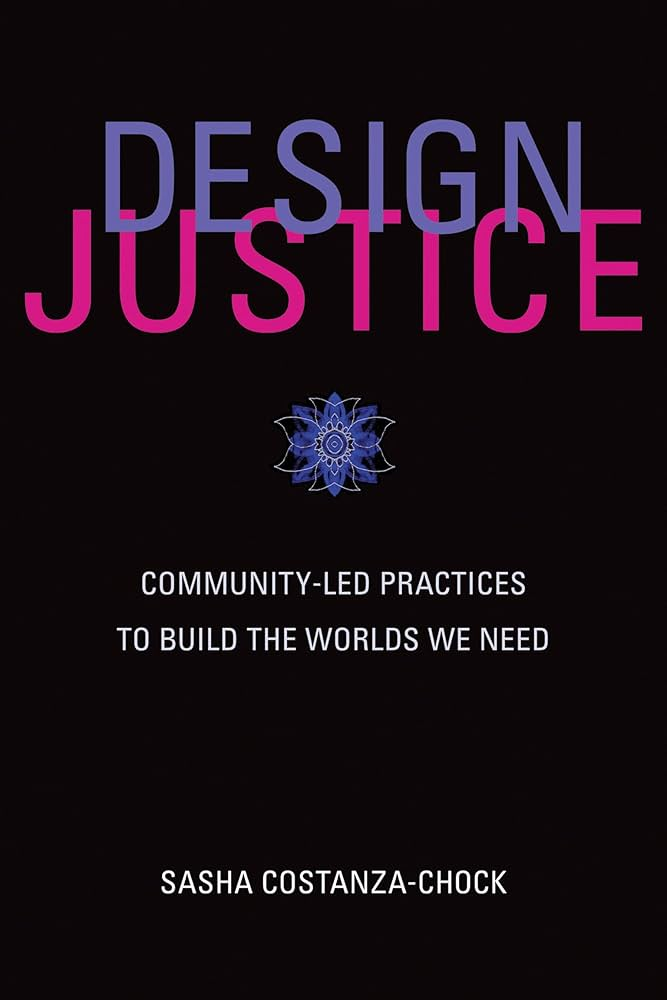 DESIGN
JUSTICE
COMMUNITY-LED PRACTICES
TO BUILD THE WORLDS WE NEED
SASHA COSTANZA-CHOCK